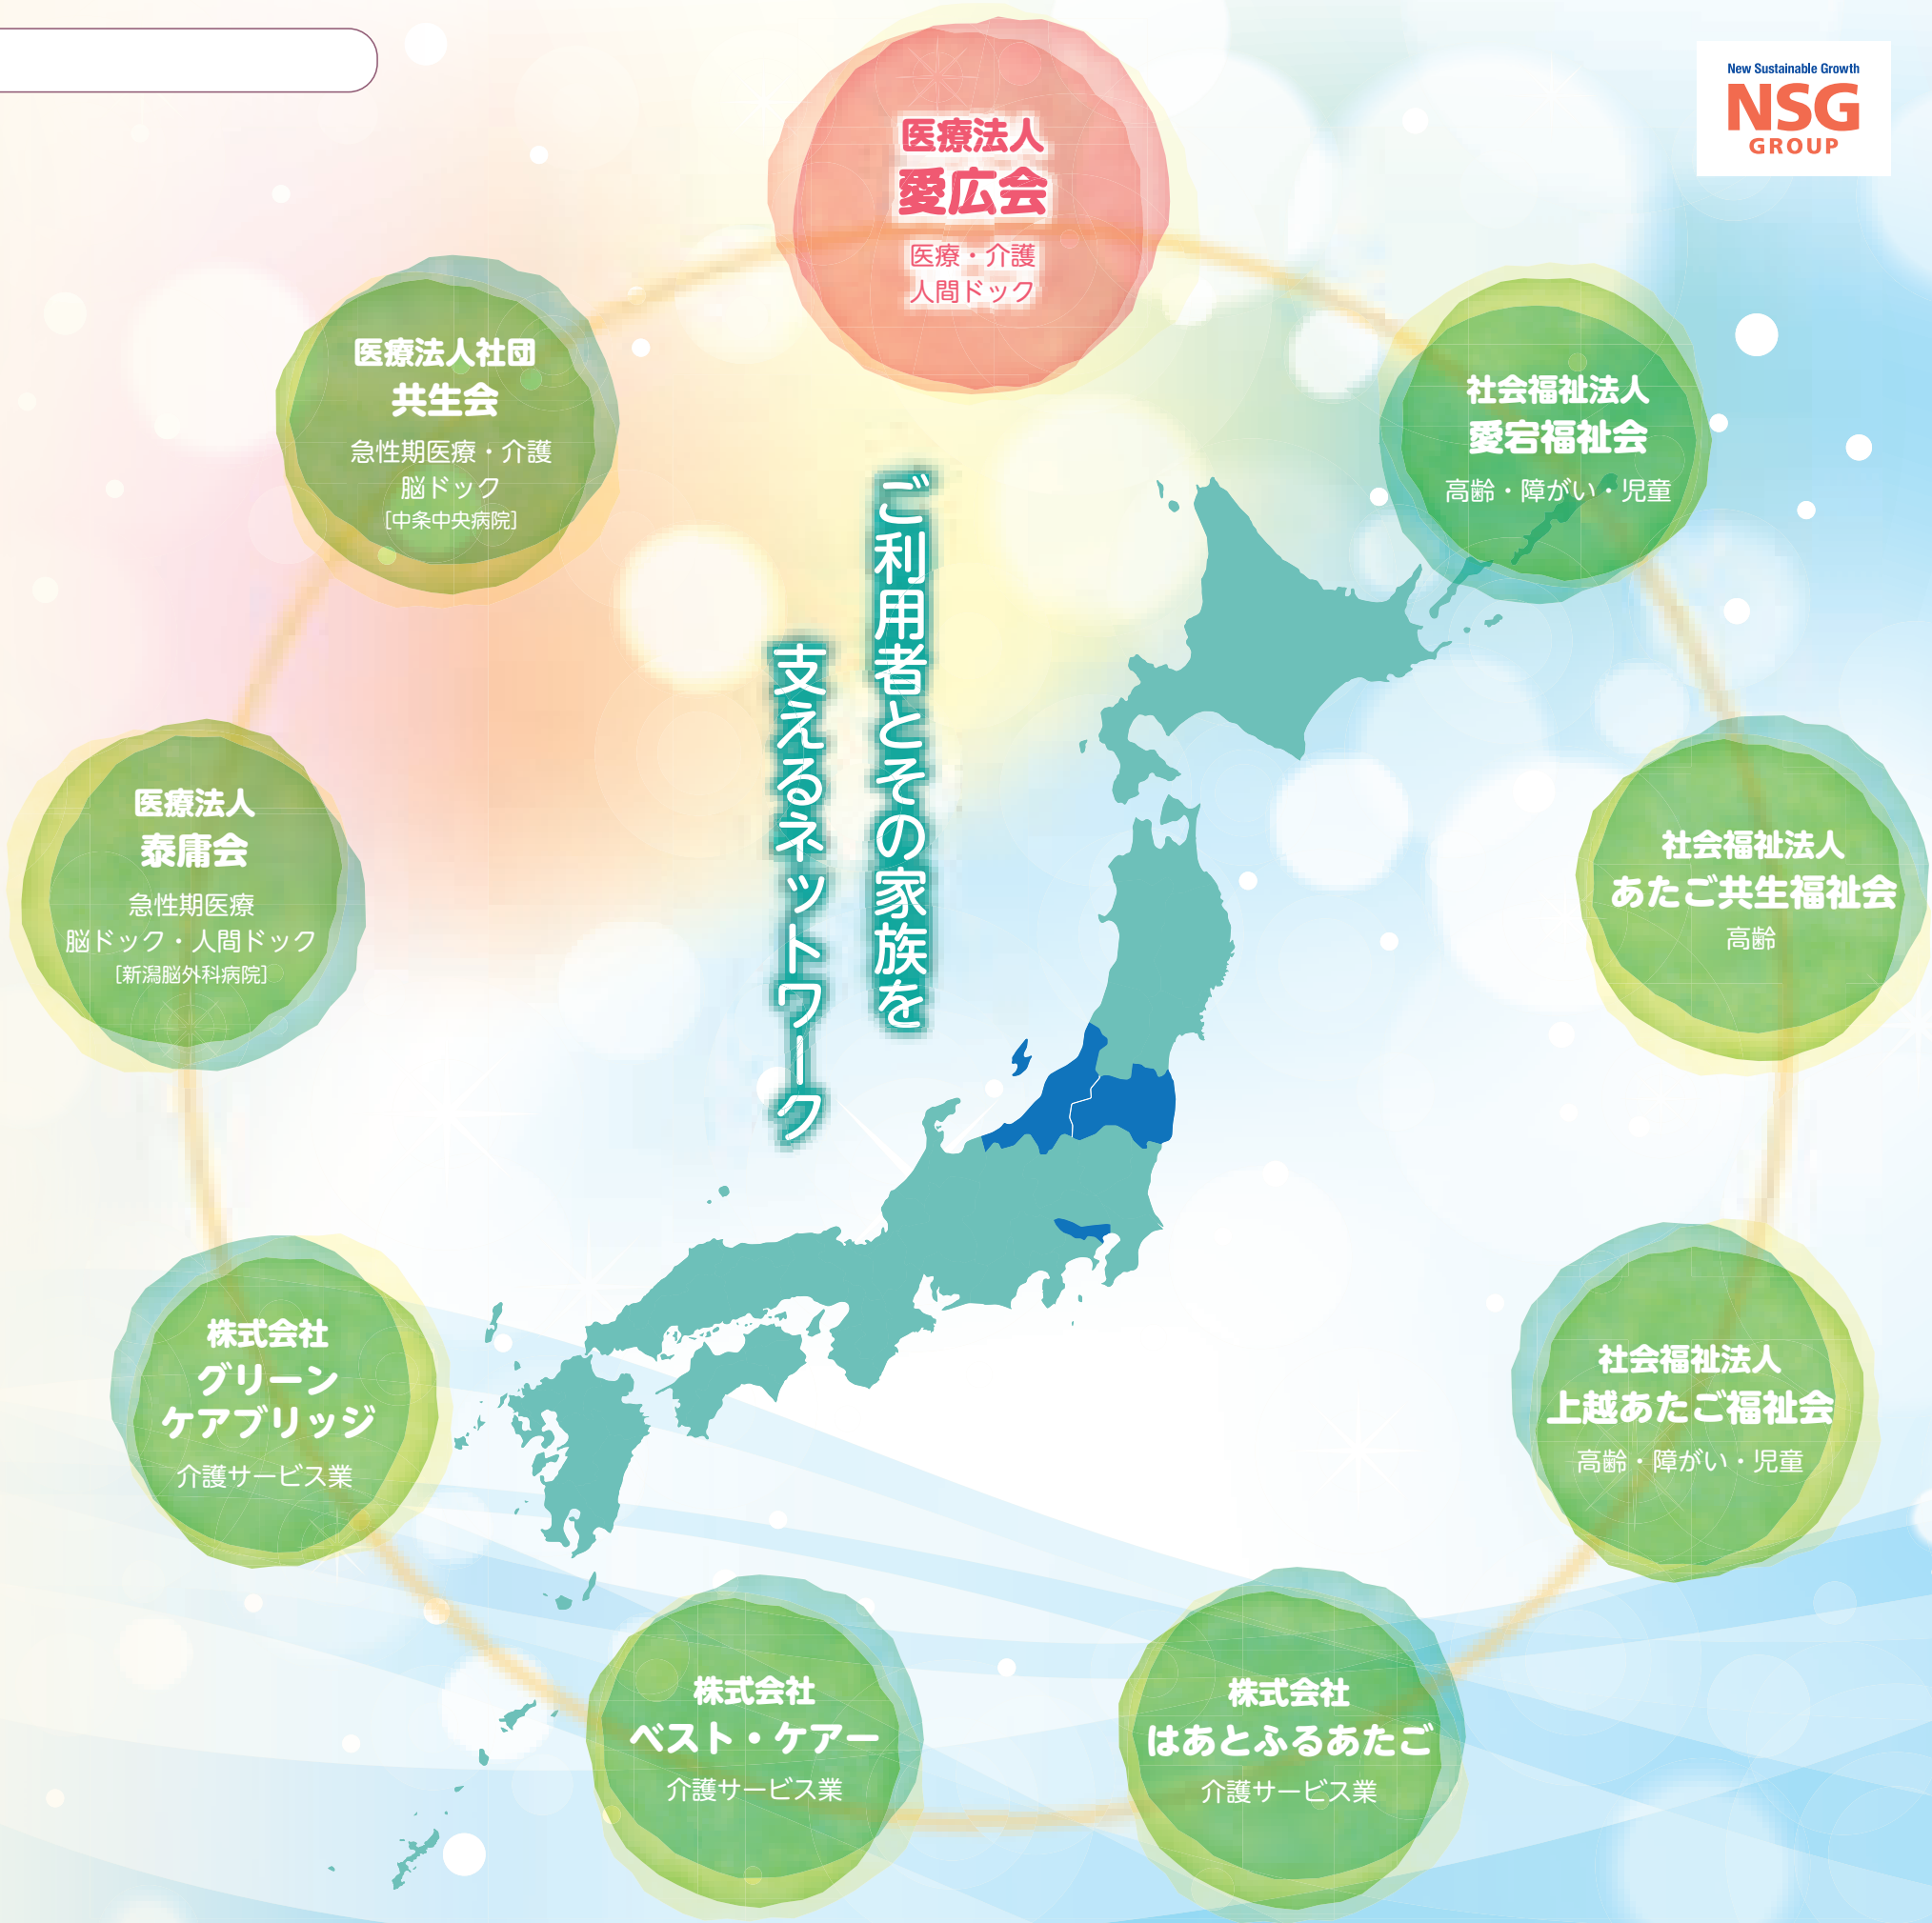 New Sustainable Growth
NSG
GROUP
医療法人
愛広会
医療・介護
人間ドック
医療法人社団
共生会
急性期医療・介護
脳ドック
[中条中央病院]
社会福祉法人
愛宕福祉会
高齢・障がい・児童
ご利用者とその家族を
支えるネットワーク
医療法人
泰庸会
急性期医療
脳ドック・人間ドック
[新潟脳外科病院]
社会福祉法人
あたご共生福祉会
高齢
株式会社
グリーン
ケアブリッジ
介護サービス業
社会福祉法人
上越あたご福祉会
高齢・障がい・児童
株式会社
ベスト・ケアー
介護サービス業
株式会社
はあとふるあたご
介護サービス業